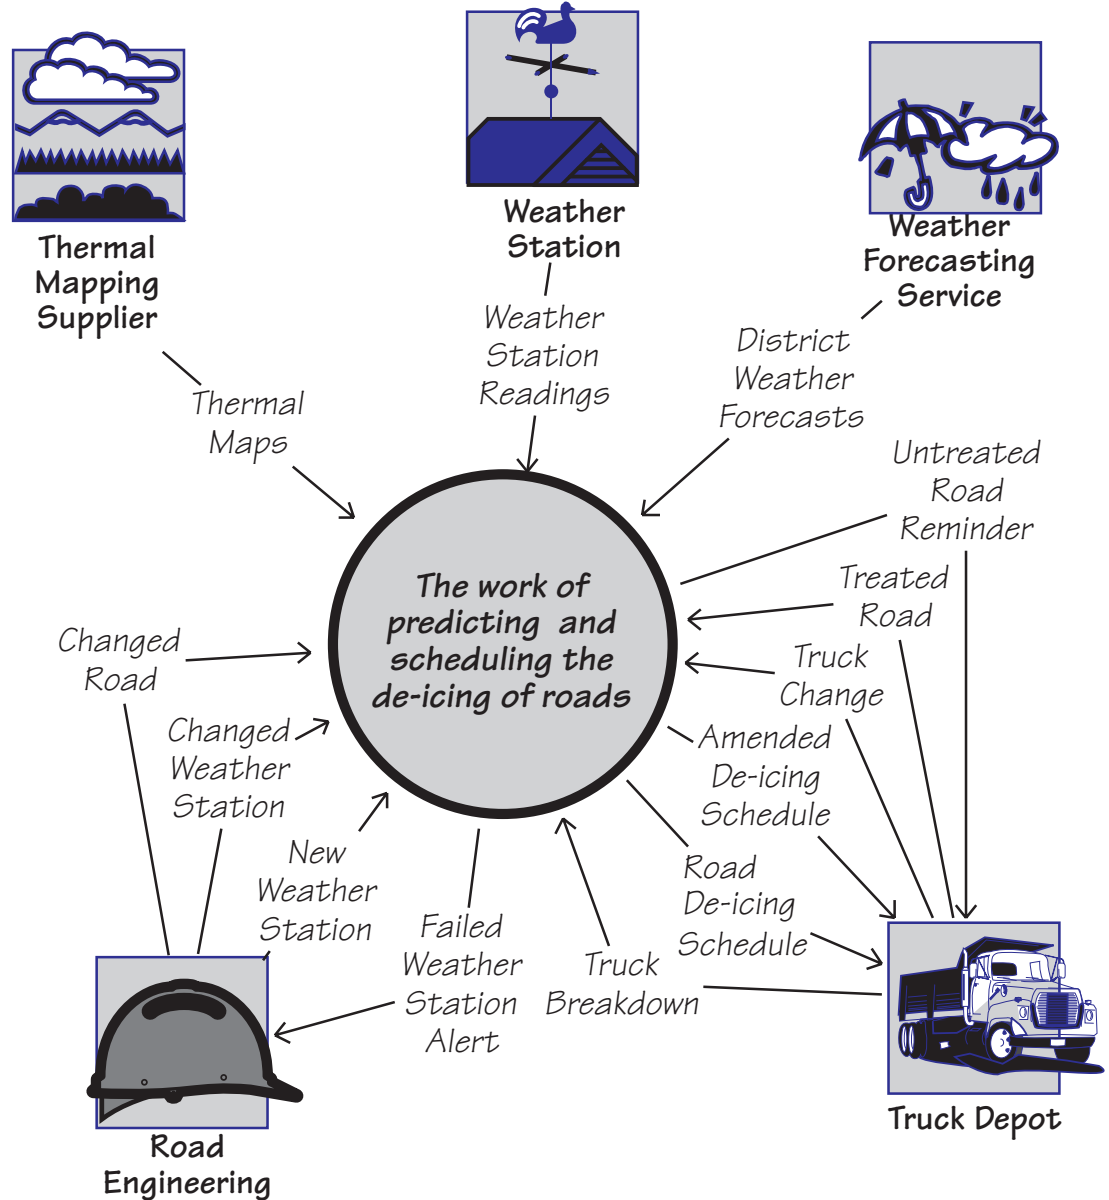 Weather
Station
Weather
Forecasting
Service
Thermal
Mapping
Supplier
Weather
Station
Readings
District
Weather
Forecasts
Thermal
Maps
Untreated
Road
Reminder
The work of
predicting and
scheduling the
de-icing of roads
Treated
Road
Changed
Road
Truck
Change
Changed
Weather
Station
Amended
De-icing
Schedule
New
Weather
Station
Road
De-icing
Schedule
Failed
Weather
Station
Alert
Truck
Breakdown
Truck Depot
Road
Engineering